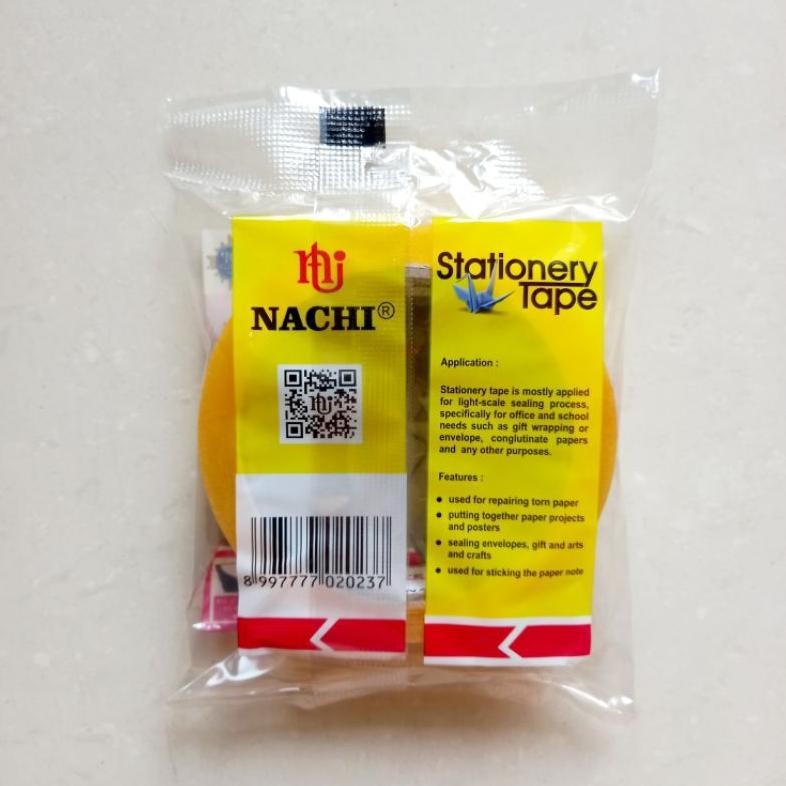 NACHI®
8 997777 020237
Stationery
Tape
Application :
Stationery tape is mostly applied
for light-scale sealing process,
specifically for office and school
needs such as gift wrapping or
envelope, conglutinate papers
and any other purposes.
Features :
● used for repairing torn paper
● putting together paper projects
and posters
● sealing envelopes, gift and arts
and crafts
● used for sticking the paper note